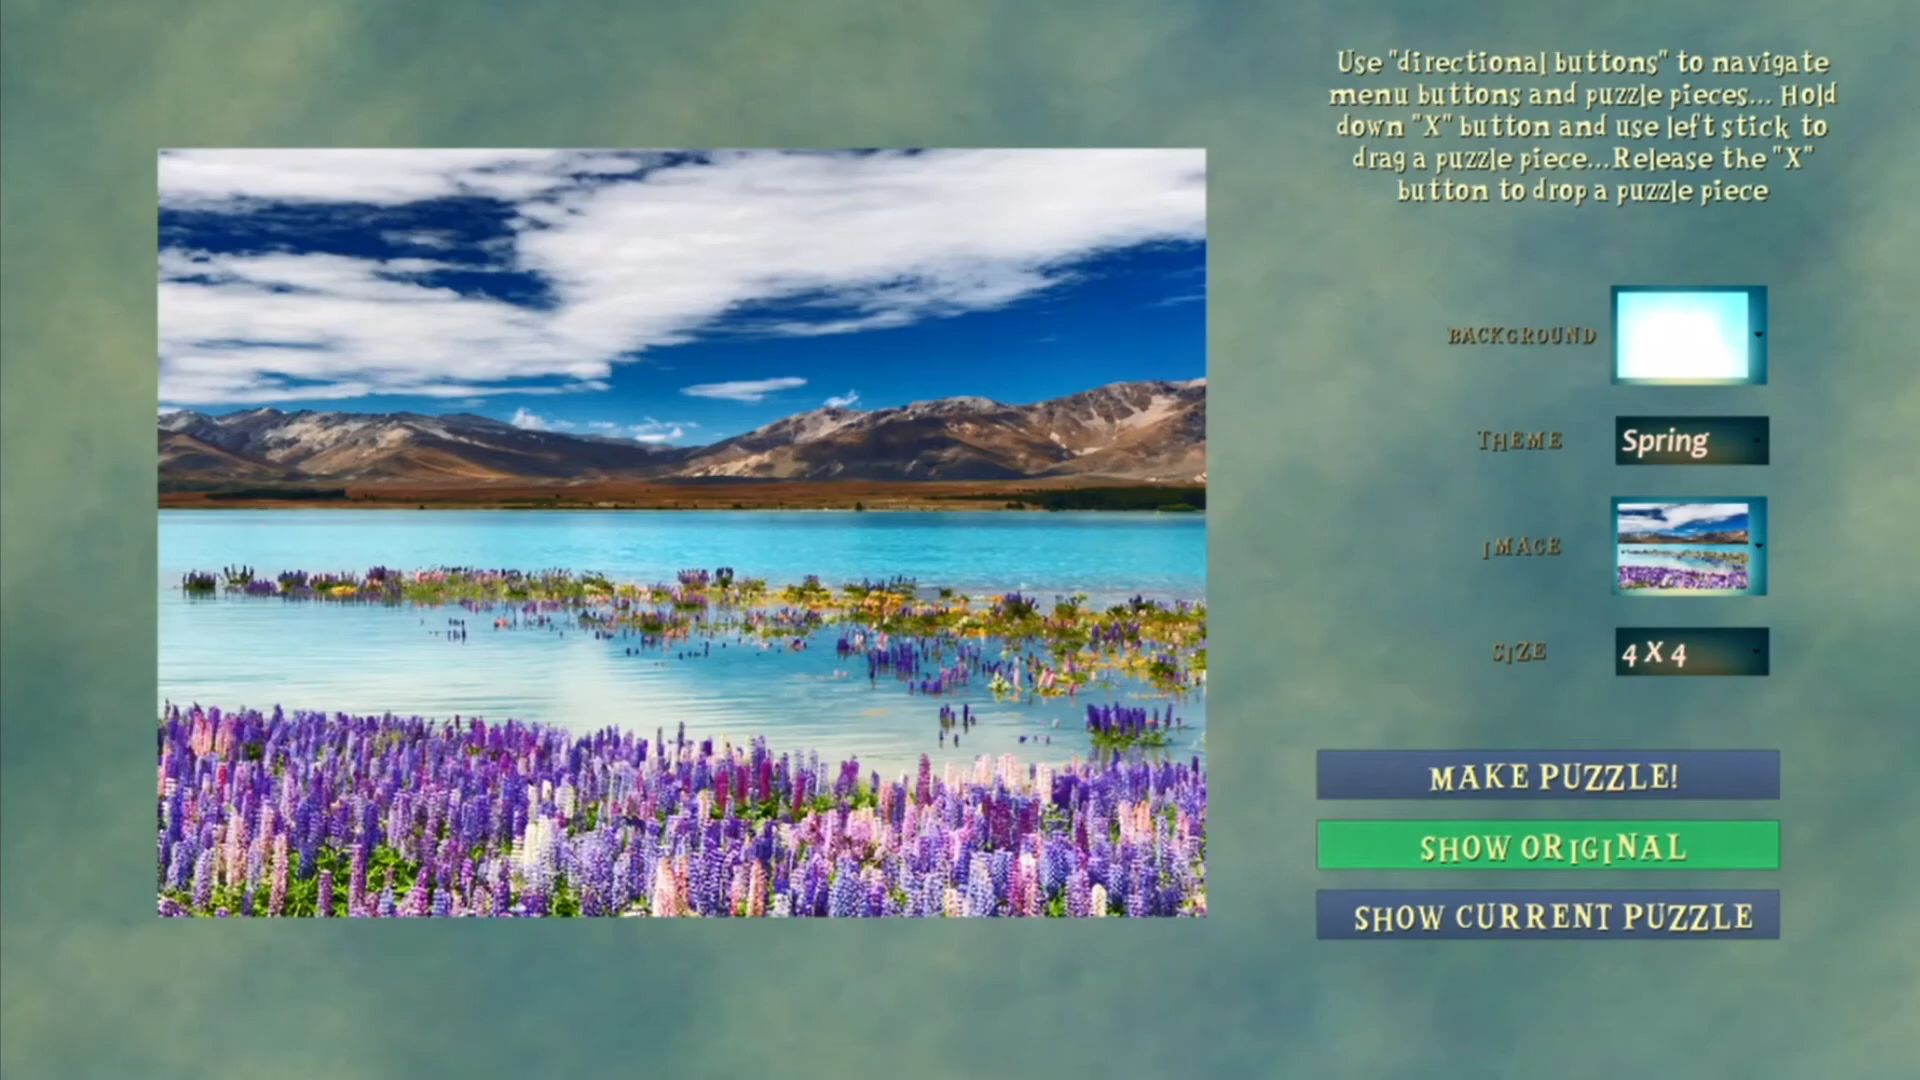 Use "directional buttons" to navigate
menu buttons and puzzle pieces... Hold
down "X" button and use left stick to
drag a puzzle piece...Release the "X"
button to drop a puzzle piece
BACKGROUND
THEME
Spring
IMAGE
SIZE
4 X 4
MAKE PUZZLE!
SHOW ORIGINAL
SHOW CURRENT PUZZLE